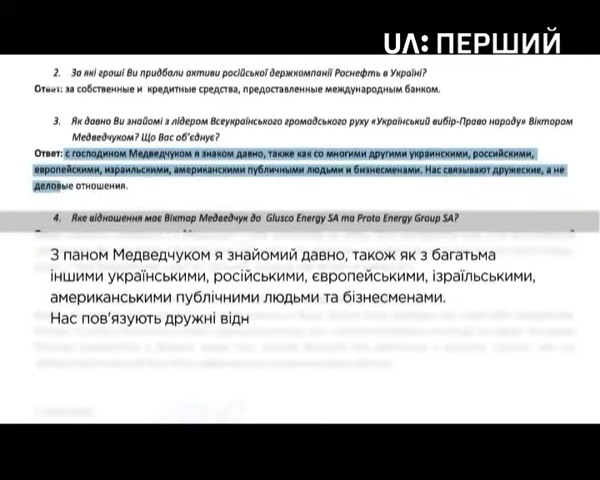 UA: ПЕРШИЙ
2. За які гроші Ви придбали активи російської держкомпанії Роснефть в Україні?
Ответ: за собственные и кредитные средства, предоставленные международным банком.
3. Як давно Ви знайомі з лідером Всеукраїнського громадського руху «Український вибір-Право народу» Віктором
Медведчуком? Що Вас об'єднує?
Ответ: с господином Медведчуком я знаком давно, также как со многими другими украинскими, российскими,
европейскими, израильскими, американскими публичными людьми и бизнесменами. Нас связывают дружеские, а не
деловые отношения.
4. Яке відношення має Віктор Медведчук до Glusco Energy SA та Proto Energy Group SA?
З паном Медведчуком я знайомий давно, також як з багатьма
іншими українськими, російськими, європейськими, ізраїльськими,
американськими публічними людьми та бізнесменами.
Нас пов'язують дружні відн